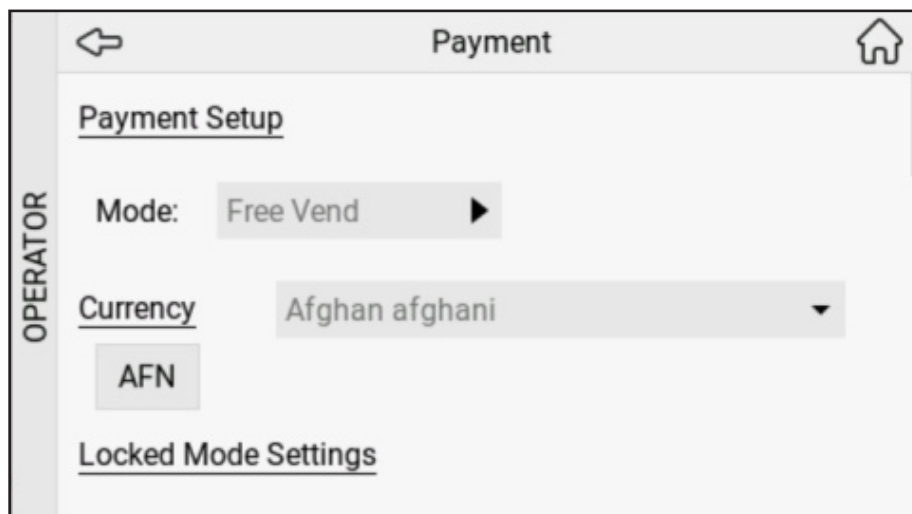 Payment
OPERATOR
Payment Setup
Mode: Free Vend
Currency Afghan afghani
AFN
Locked Mode Settings